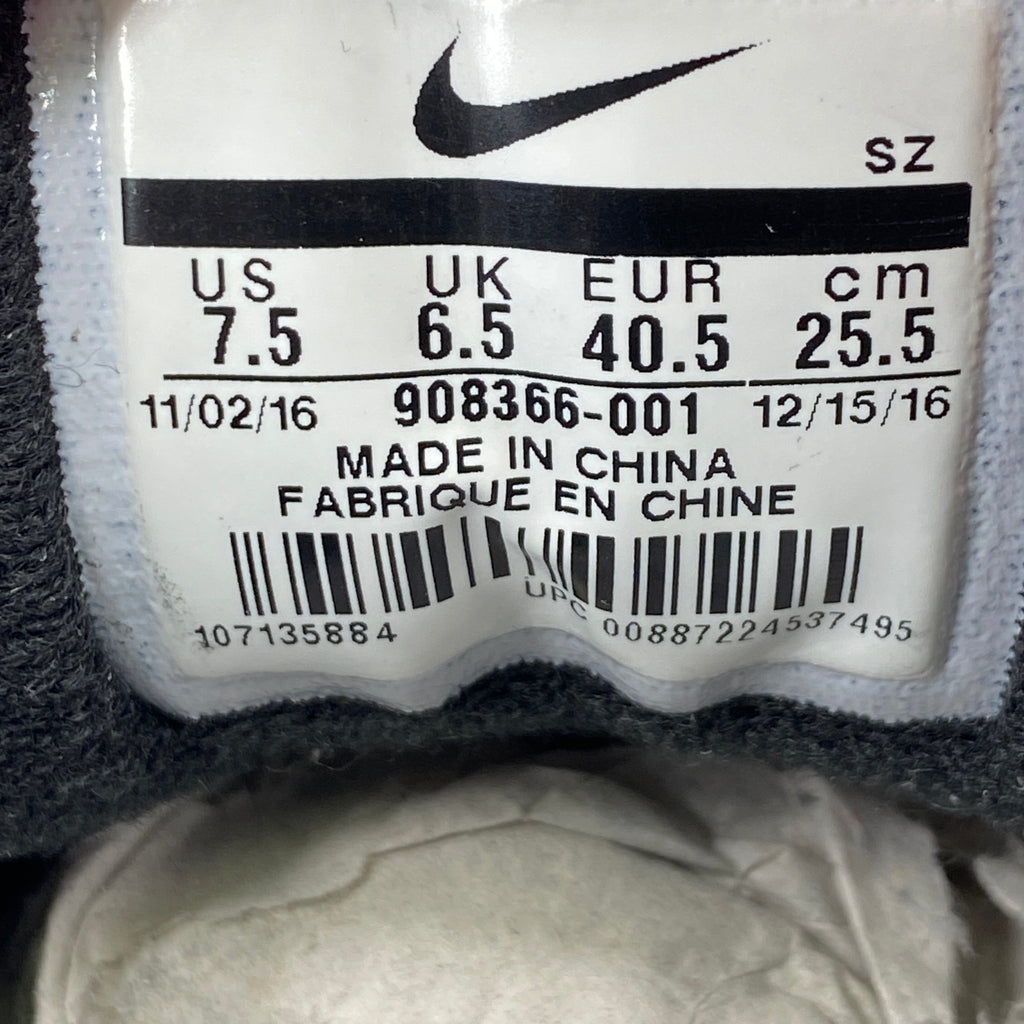 SZ
US UK EUR cm
7.5 6.5 40.5 25.5
11/02/16 908366-001 12/15/16
MADE IN CHINA
FABRIQUE EN CHINE
UPC
107135884 00887224537495